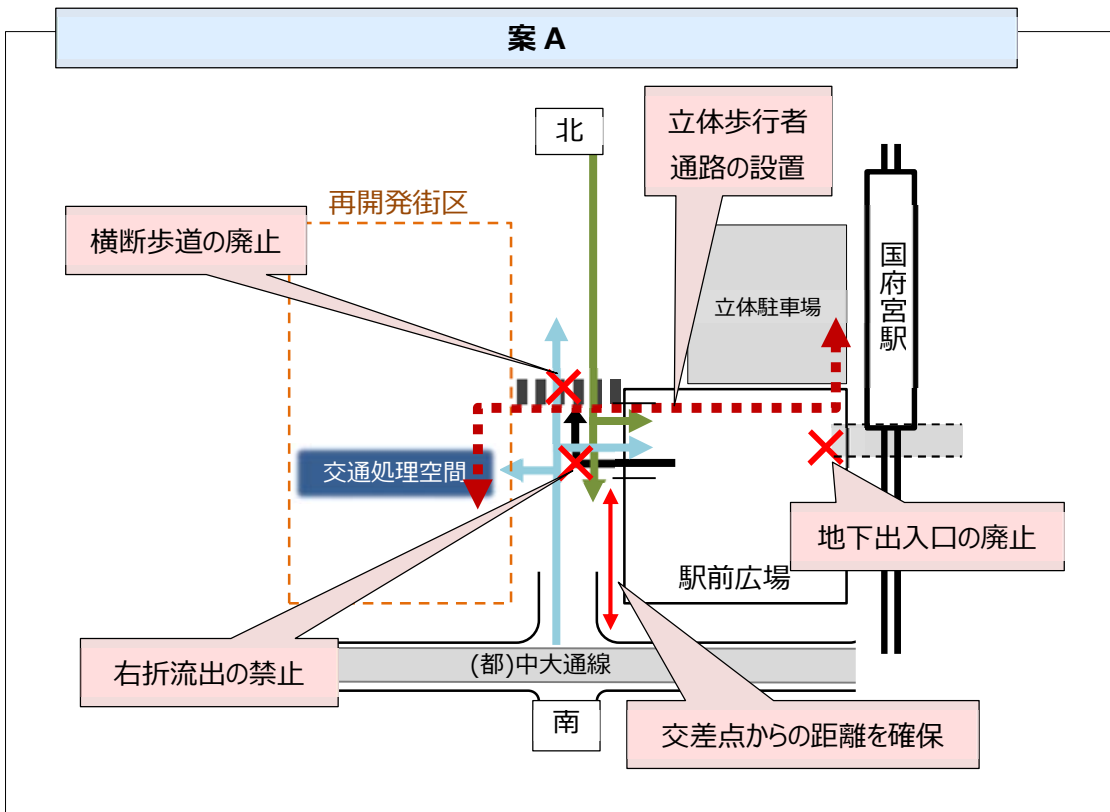 案 A
北
立体歩行者
通路の設置
再開発街区
横断歩道の廃止
国府宮駅
立体駐車場
交通処理空間
地下出入口の廃止
駅前広場
右折流出の禁止
(都)中大通線
南
交差点からの距離を確保